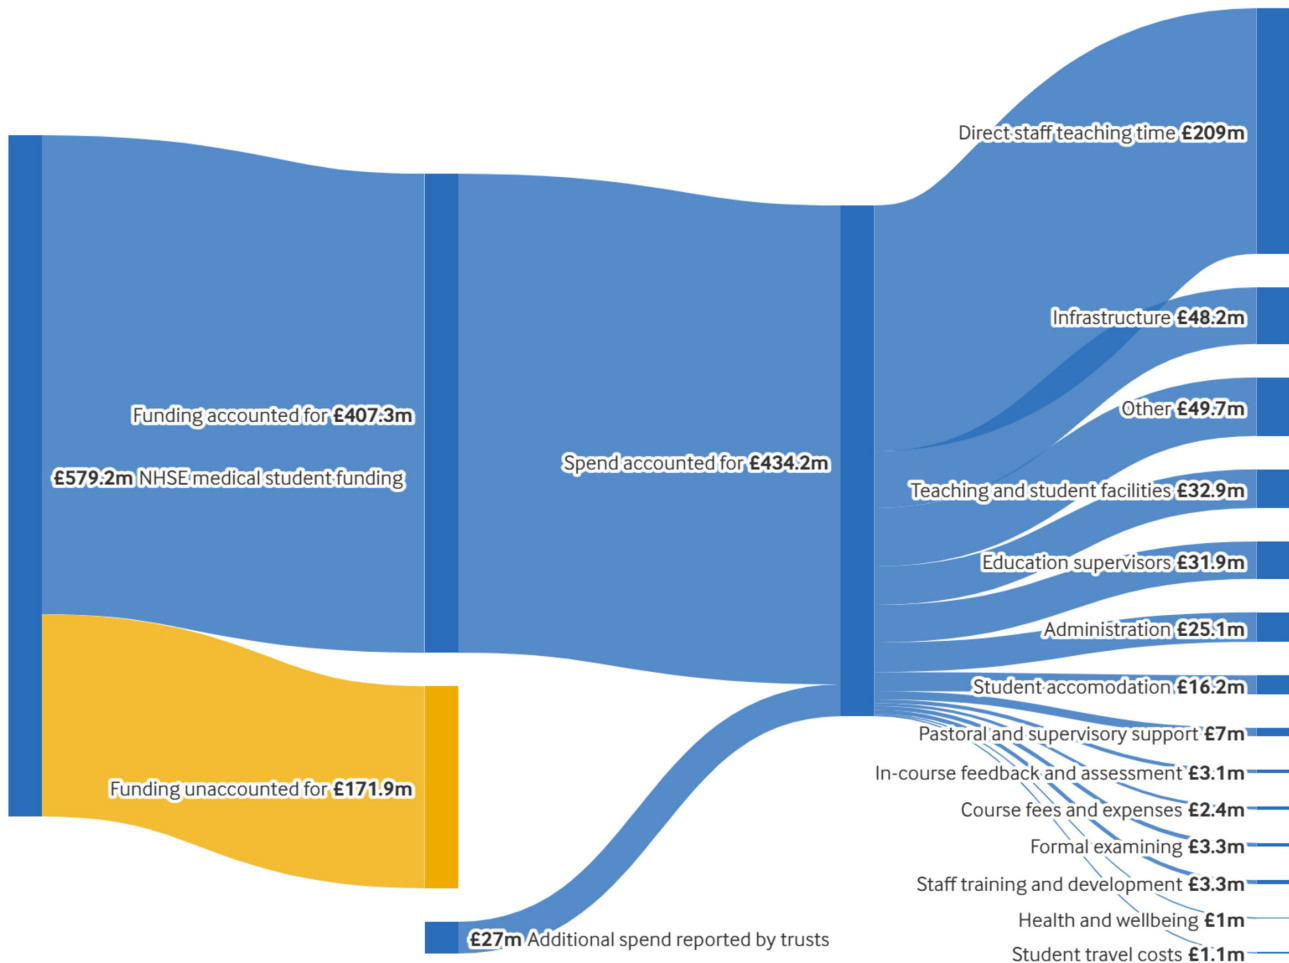 Direct staff teaching time £209m
Infrastructure £48.2m
Other £49.7m
Funding accounted for £407.3m
Spend accounted for £434.2m
£579.2m NHSE medical student funding
Teaching and student facilities £32.9m
Education supervisors £31.9m
Administration £25.1m
Student accomodation £16.2m
Pastoral and supervisory support £7m
In-course feedback and assessment £3.1m
Funding unaccounted for £171.9m
Course fees and expenses £2.4m
Formal examining £3.3m
Staff training and development £3.3m
Health and wellbeing £1m
£27m Additional spend reported by trusts
Student travel costs £1.1m